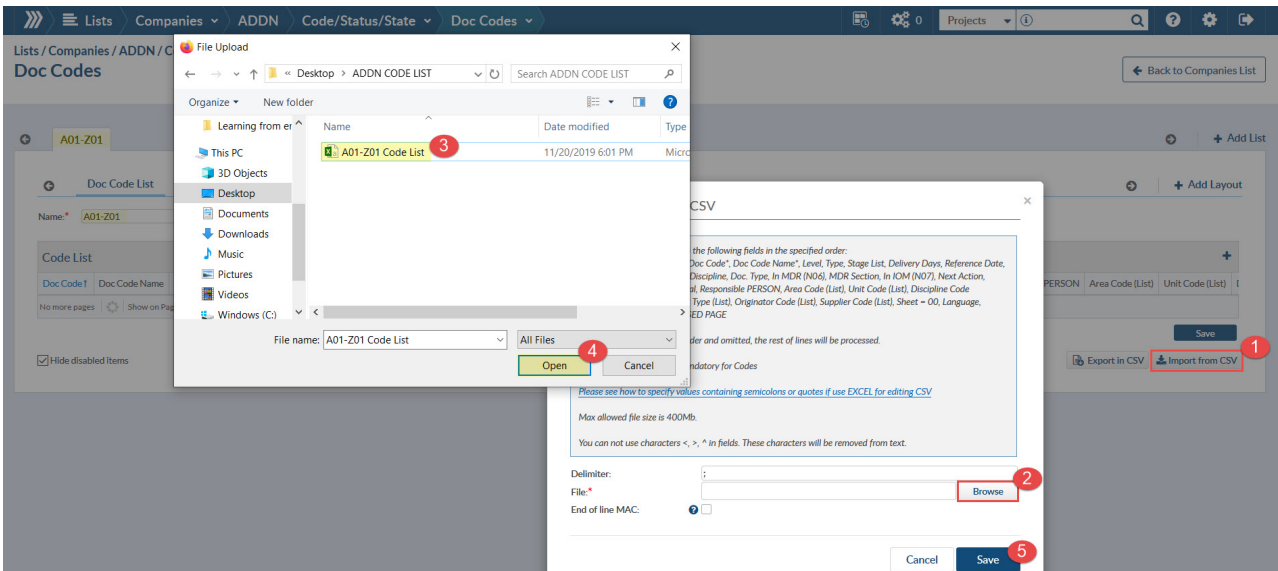 Lists Companies ADDN Code/Status/State Doc Codes 0 Projects
Lists / Companies / ADDN / C
Doc Codes
Back to Companies List
File Upload
« Desktop > ADDN CODE LIST
Search ADDN CODE LIST
Organize New folder
Learning from er
This PC
3D Objects
Desktop
Documents
Downloads
Music
Pictures
Videos
Windows (C:)
Name Date modified Type
A01-Z01 Code List 3 11/20/2019 6:01 PM Micro
File name: A01-Z01 Code List All Files
4
Open Cancel
A01-Z01
+ Add List
Doc Code List
+ Add Layout
Name:* A01-Z01
Code List
Doc Code↑ Doc Code Name
PERSON Area Code (List) Unit Code (List)
No more pages Show on Pag
Save
1
Hide disabled items
Export in CSV Import from CSV
CSV
the following fields in the specified order:
Doc Code*, Doc Code Name*, Level, Type, Stage List, Delivery Days, Reference Date,
Discipline, Doc. Type, In MDR (N06), MDR Section, In IOM (N07), Next Action,
al, Responsible PERSON, Area Code (List), Unit Code (List), Discipline Code
Type (List), Originator Code (List), Supplier Code (List), Sheet = 00, Language,
ED PAGE
der and omitted, the rest of lines will be processed.
ndatory for Codes
Please see how to specify values containing semicolons or quotes if use EXCEL for editing CSV
Max allowed file size is 400Mb.
You can not use characters <, >, ^ in fields. These characters will be removed from text.
Delimiter: ;
2
File:* Browse
End of line MAC:
Cancel Save 5